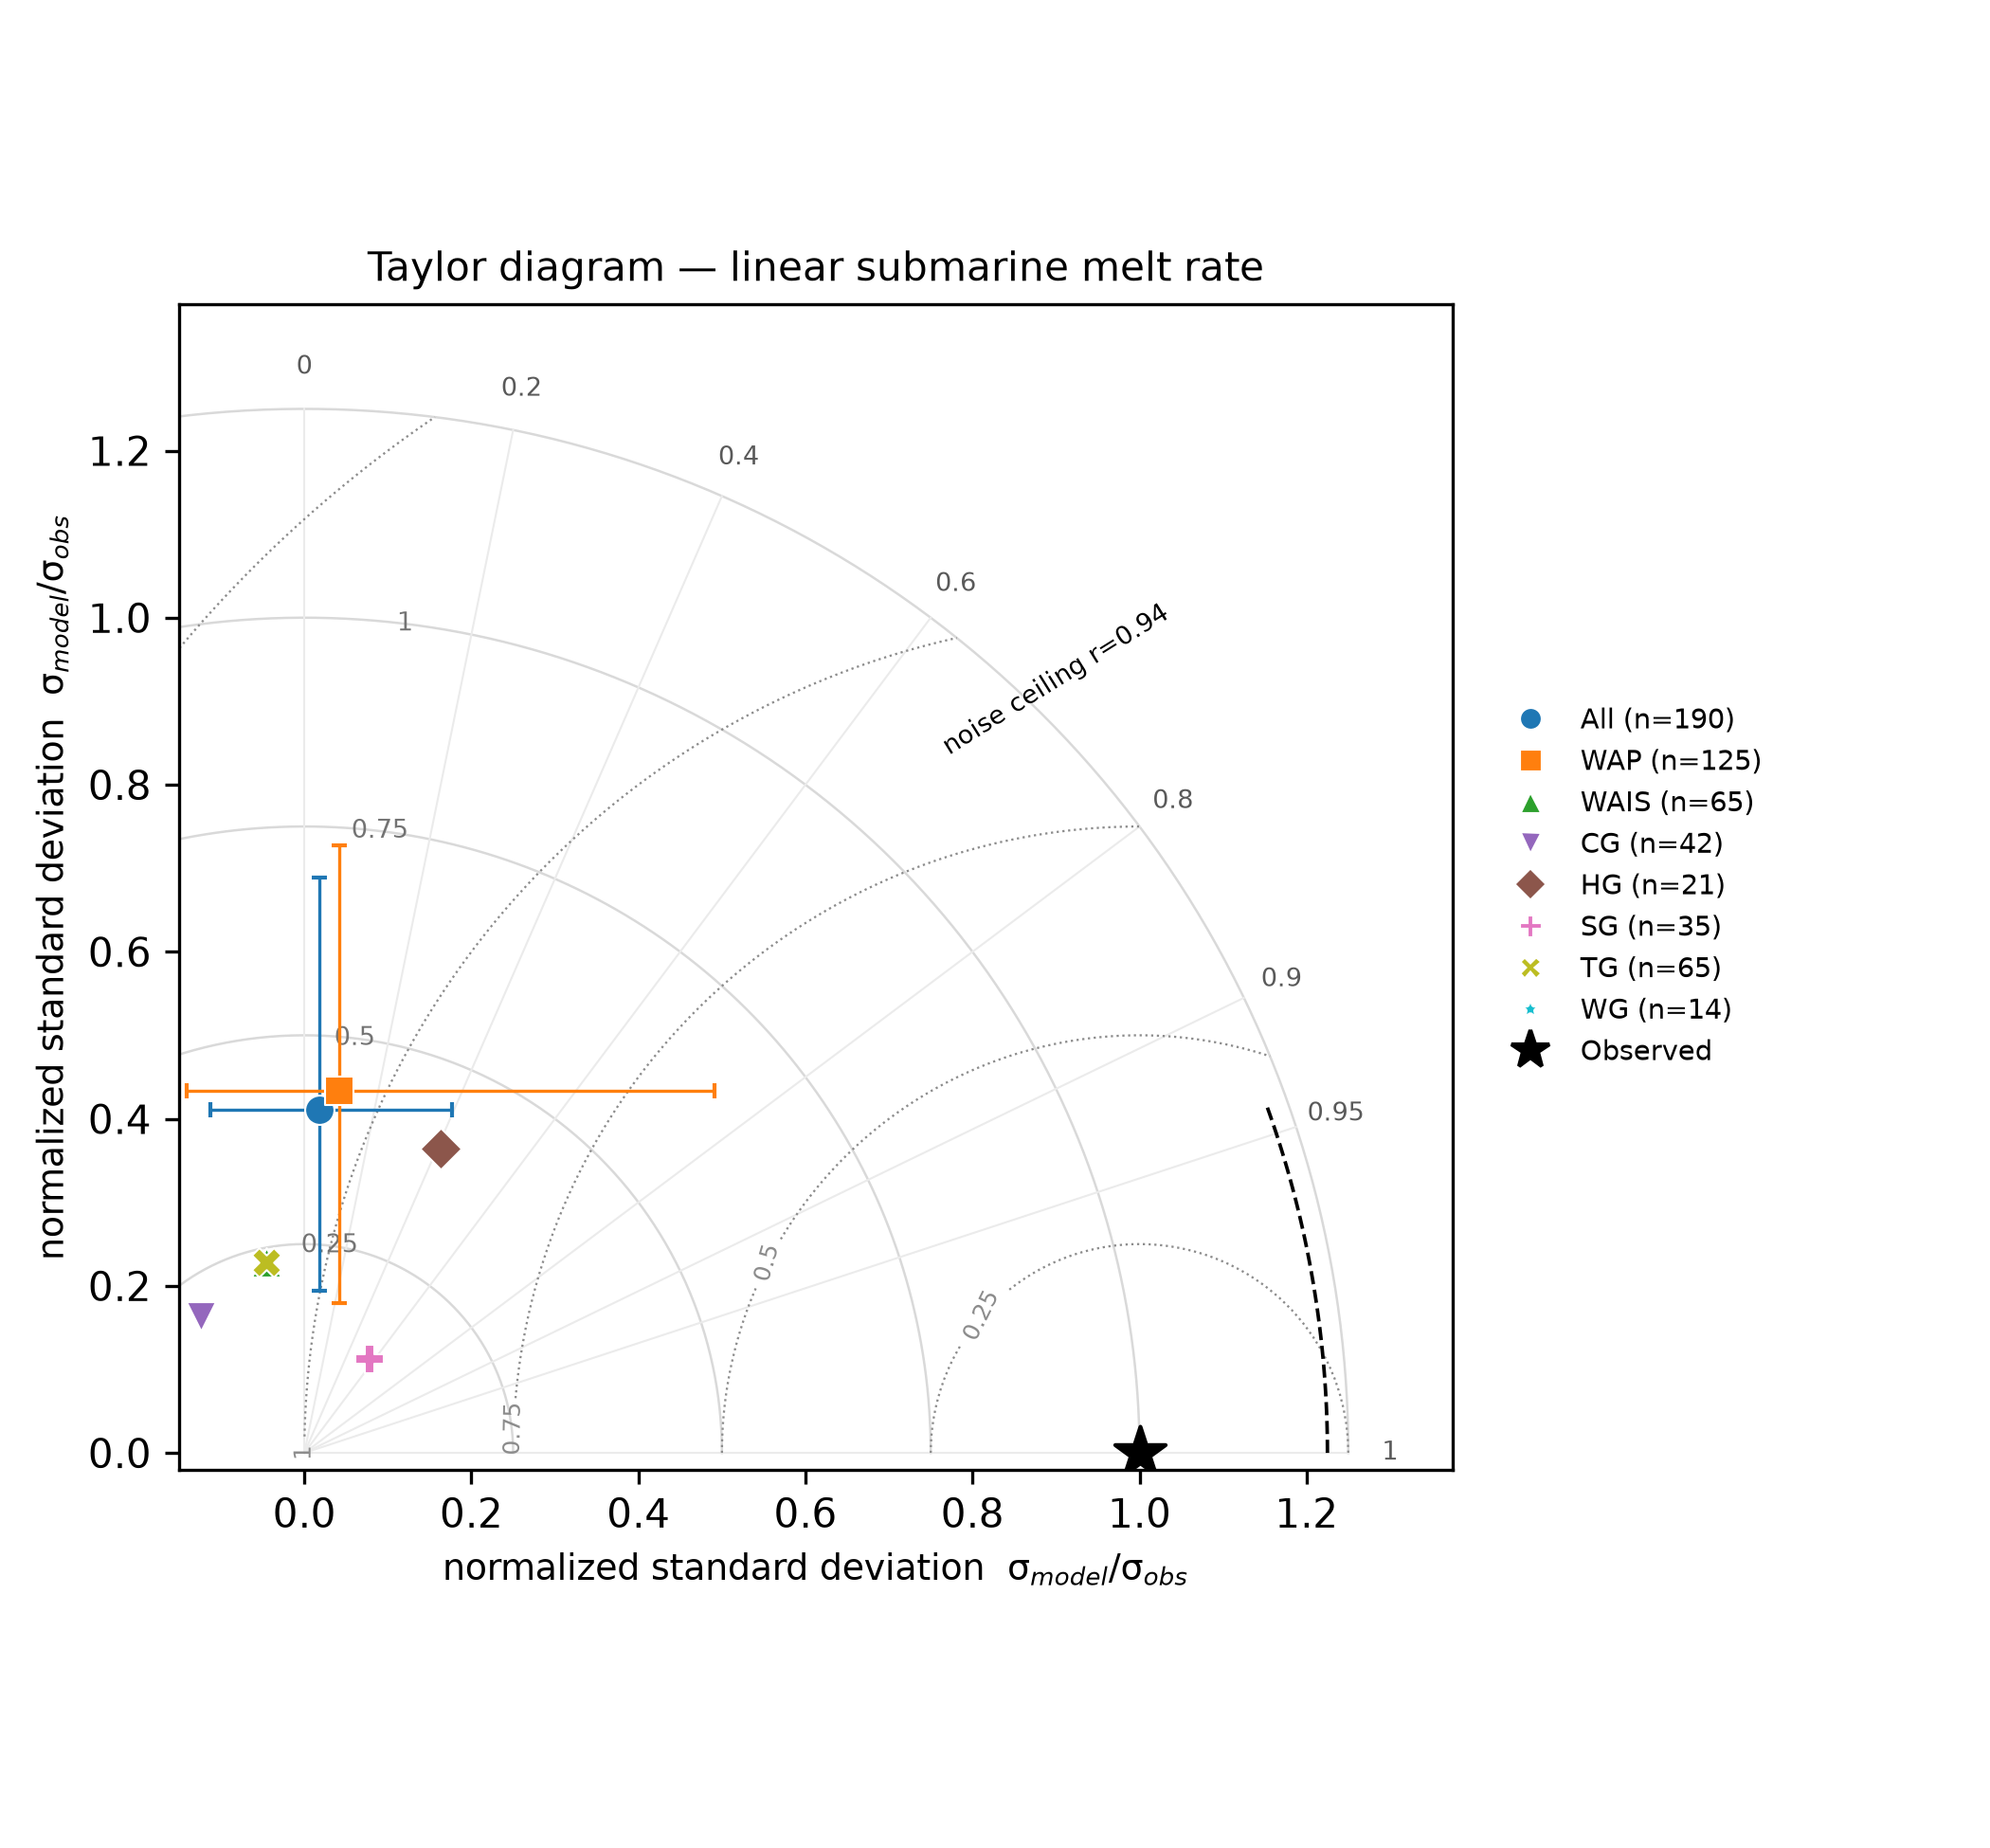 Taylor diagram — linear submarine melt rate
normalized standard deviation σmodel/σobs
1.2
1.0
0.8
0.6
0.4
0.2
0.0
0
0.2
0.4
0.6
0.8
0.9
0.95
1
noise ceiling r=0.94
1
0.75
0.5
0.25
1
0.75
0.5
0.25
0.0 0.2 0.4 0.6 0.8 1.0 1.2
normalized standard deviation σmodel/σobs
All (n=190)
WAP (n=125)
WAIS (n=65)
CG (n=42)
HG (n=21)
SG (n=35)
TG (n=65)
WG (n=14)
Observed